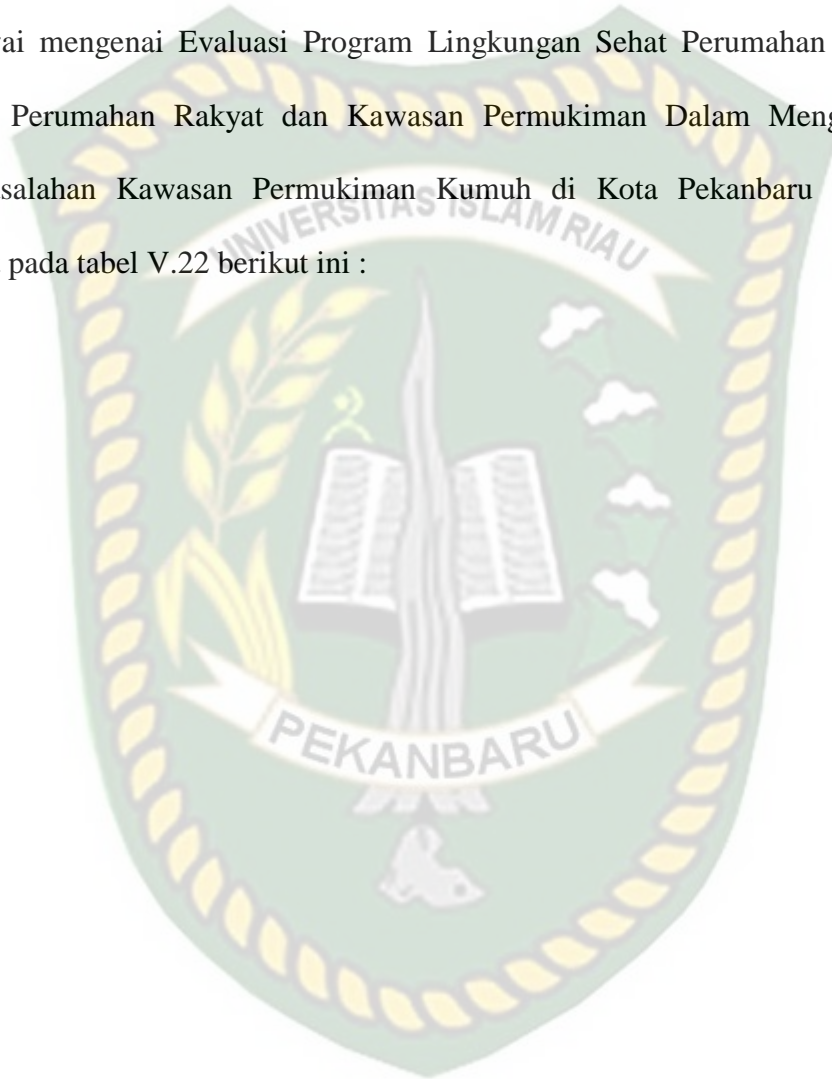 ai mengenai Evaluasi Program Lingkungan Sehat Perumahan
Perumahan Rakyat dan Kawasan Permukiman Dalam Meng
salahan Kawasan Permukiman Kumuh di Kota Pekanbaru
pada tabel V.22 berikut ini :
UNIVERSITAS ISLAM RIAU
PEKANBARU